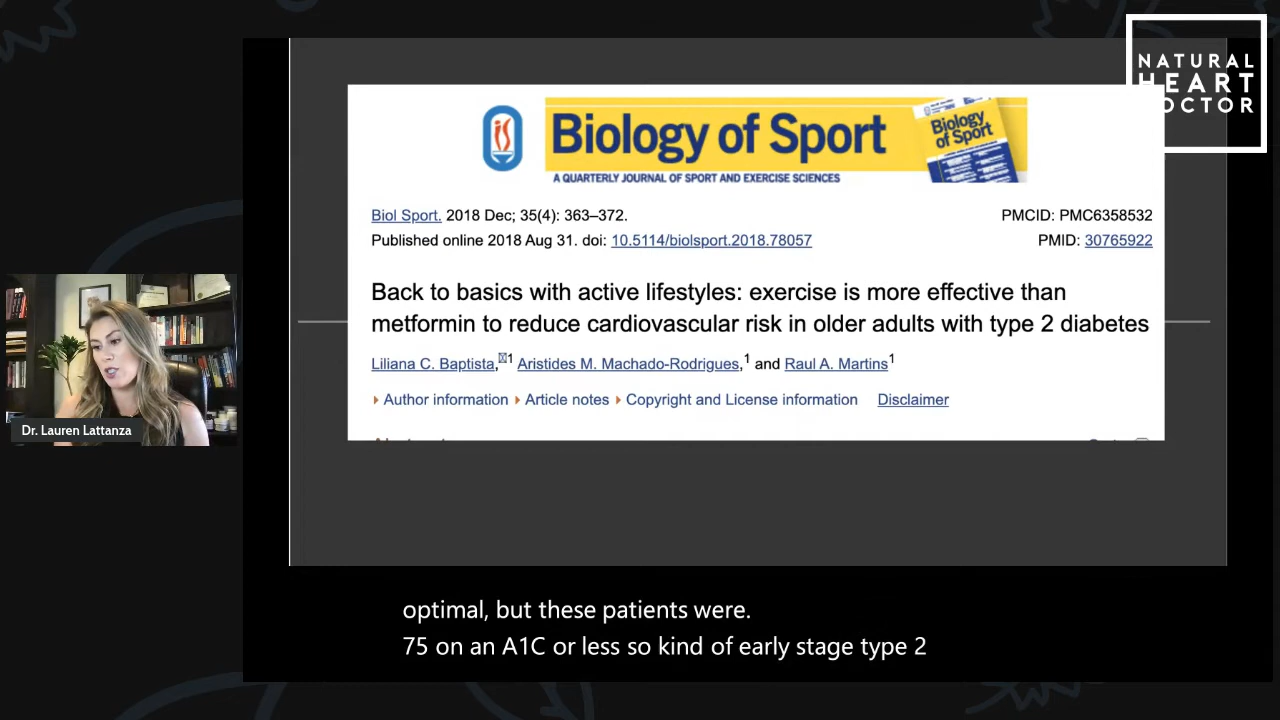 NATURAL
HEART
DOCTOR
Biology of Sport
A QUARTERLY JOURNAL OF SPORT AND EXERCISE SCIENCES
Biology
of Sport
Biol Sport. 2018 Dec; 35(4): 363–372.
PMCID: PMC6358532
Published online 2018 Aug 31. doi: 10.5114/biolsport.2018.78057
PMID: 30765922
Back to basics with active lifestyles: exercise is more effective than
metformin to reduce cardiovascular risk in older adults with type 2 diabetes
Liliana C. Baptista,1 Aristides M. Machado-Rodrigues,1 and Raul A. Martins1
Author information Article notes Copyright and License information Disclaimer
Dr. Lauren Lattanza
optimal, but these patients were.
75 on an A1C or less so kind of early stage type 2